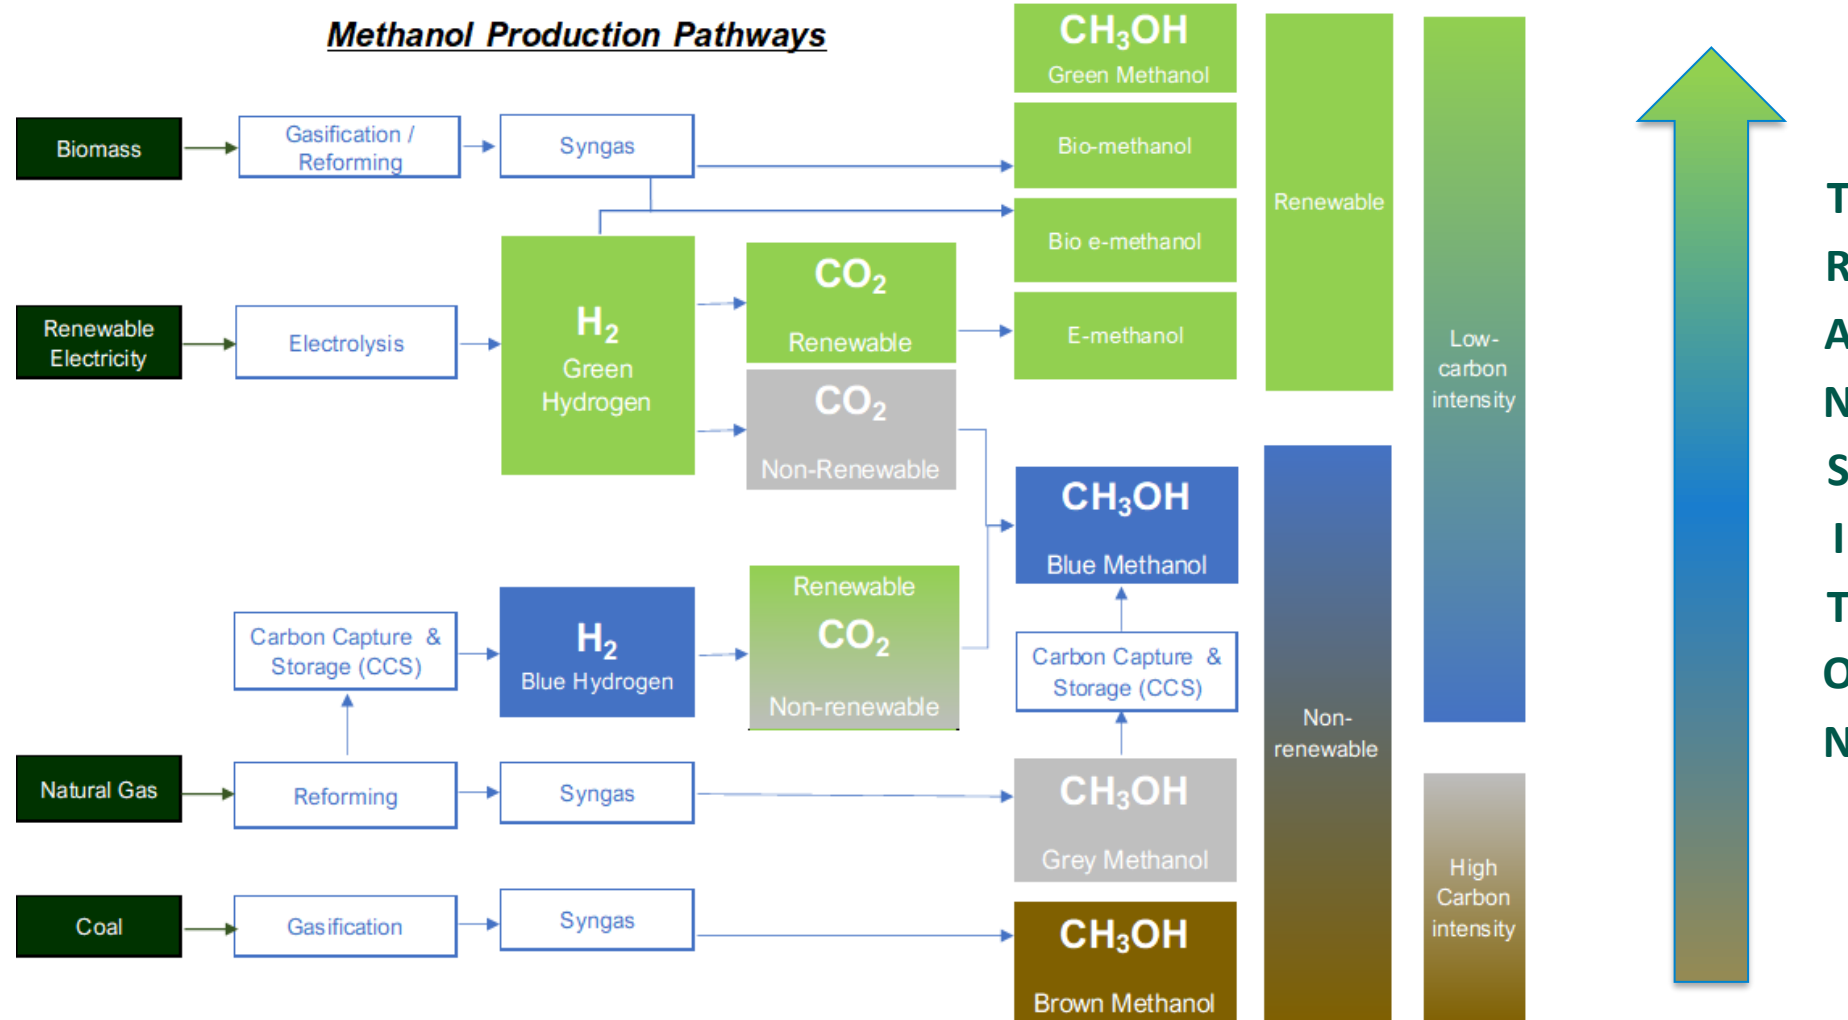 Methanol Production Pathways
CH₃OH
Green Methanol
Biomass
Gasification /
Reforming
Syngas
Bio-methanol
Renewable
Bio e-methanol
Renewable
Electricity
Electrolysis
H₂
Green
Hydrogen
CO₂
Renewable
E-methanol
Low-
carbon
intensity
CO₂
Non-Renewable
CH₃OH
Blue Methanol
Carbon Capture &
Storage (CCS)
H₂
Blue Hydrogen
Renewable
CO₂
Non-renewable
Carbon Capture &
Storage (CCS)
Non-
renewable
Natural Gas
Reforming
Syngas
CH₃OH
Grey Methanol
High
Carbon
intensity
Coal
Gasification
Syngas
CH₃OH
Brown Methanol
T
R
A
N
S
I
T
O
N